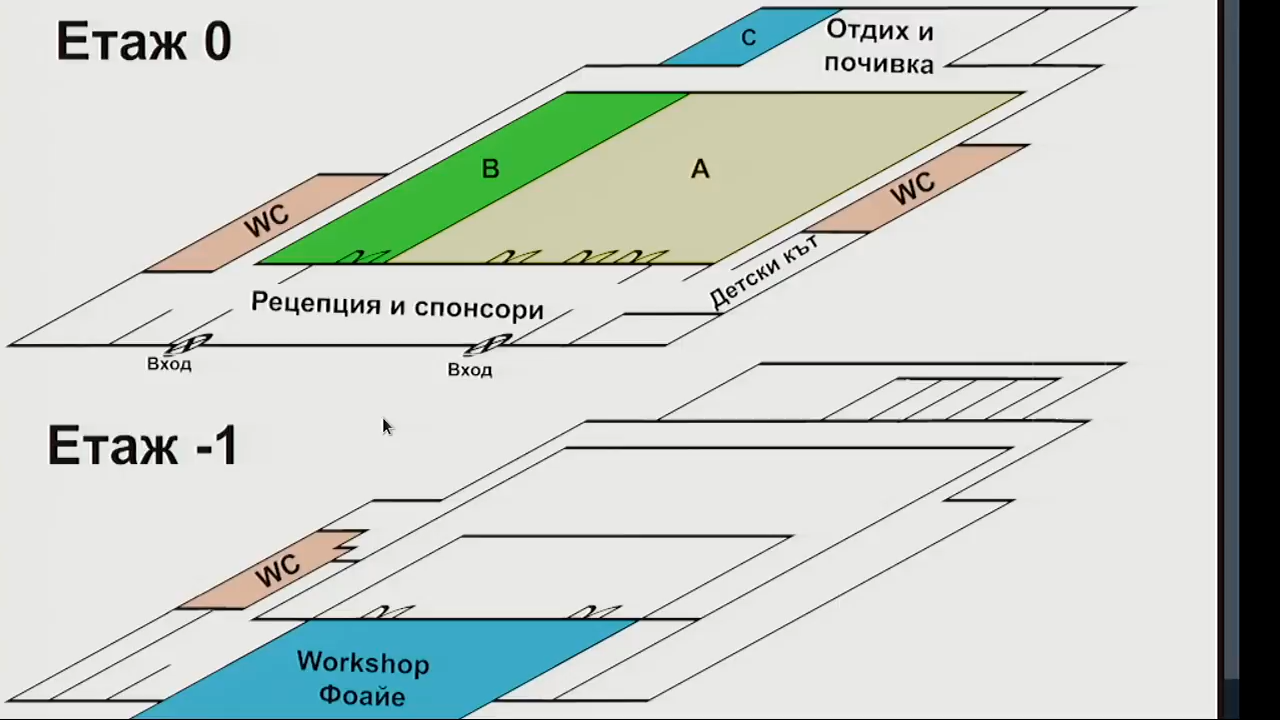 Етаж 0
C
Отдих и
почивка
B
A
WC
WC
Детски кът
Рецепция и спонсори
Вход
Вход
Етаж -1
WC
Workshop
Фоайе